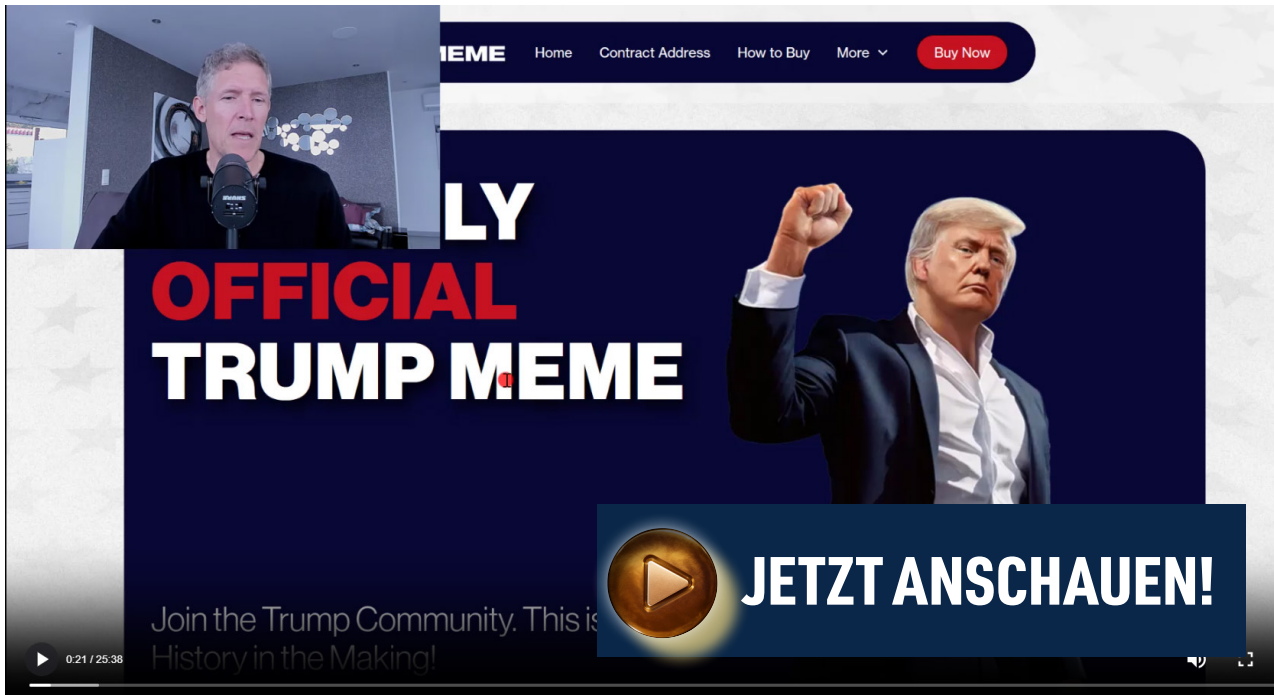 MEME
Home
Contract Address
How to Buy
More
Buy Now
LY
OFFICIAL
TRUMP MEME
JETZT ANSCHAUEN!
Join the Trump Community. This is
History in the Making!
0:21 / 25:38